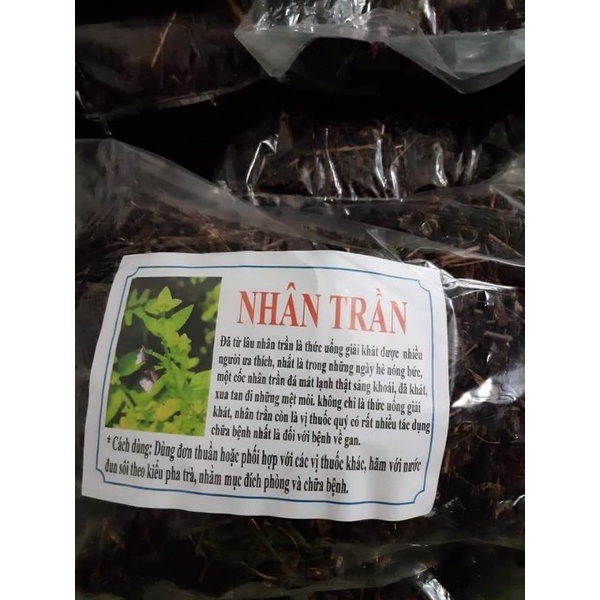 NHÂN TRẦN
Đã từ lâu nhân trần là thức uống giải khát được nhiều
người ưa thích, nhất là trong những ngày hè nóng bức,
một cốc nhân trần đá mát lạnh thật sảng khoái, đã khát,
xua tan đi những mệt mỏi. không chỉ là thức uống giải
khát, nhân trần còn là vị thuốc quý có rất nhiều tác dụng
chữa bệnh nhất là đối với bệnh về gan.
* Cách dùng: Dùng đơn thuần hoặc phối hợp với các vị thuốc khác, hãm với nước
đun sôi theo kiểu pha trà, nhằm mục đích phòng và chữa bệnh.